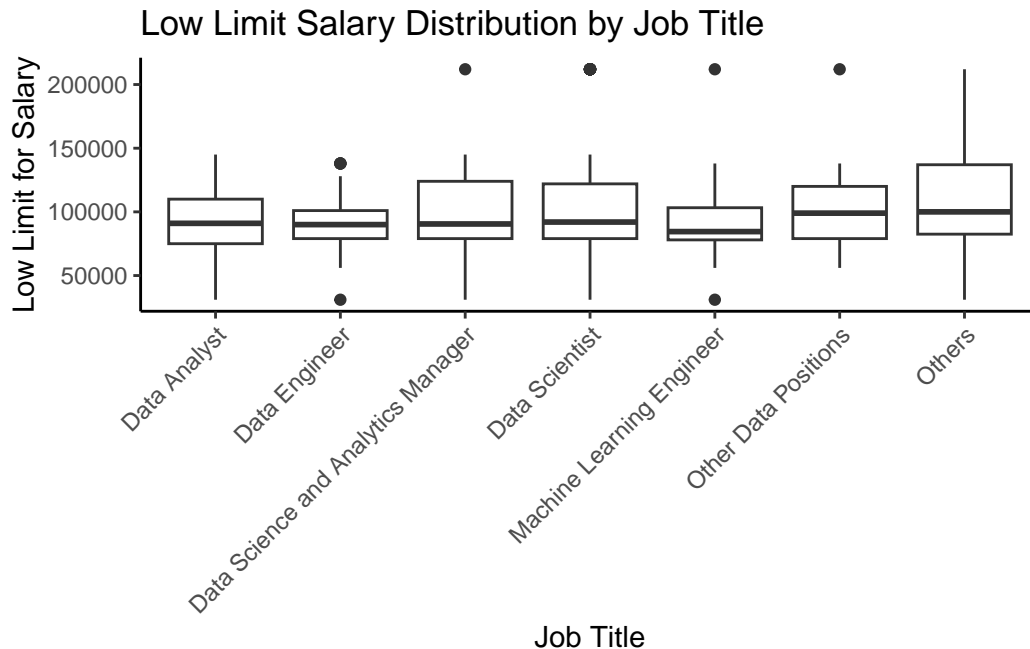 Low Limit Salary Distribution by Job Title
Low Limit for Salary
200000
150000
100000
50000
Data Analyst
Data Engineer
Data Science and Analytics Manager
Data Scientist
Machine Learning Engineer
Other Data Positions
Others
Job Title